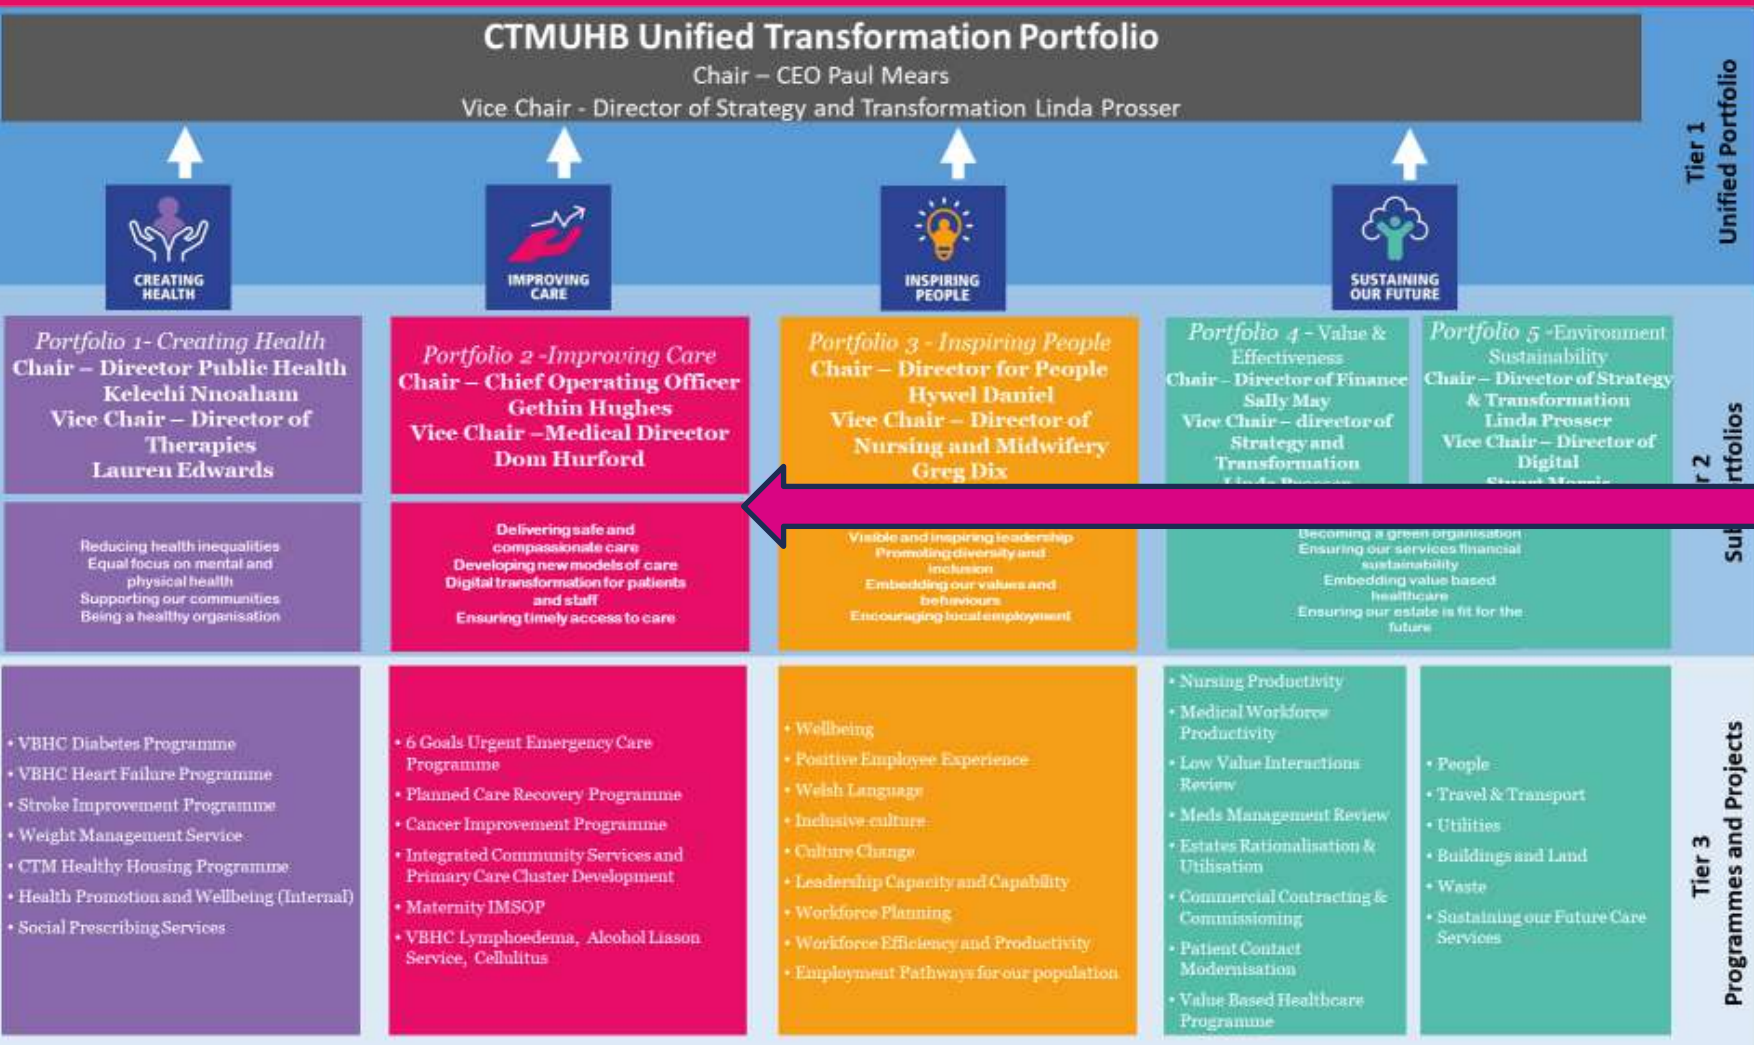 CTMUHB Unified Transformation Portfolio
Chair – CEO Paul Mears
Vice Chair - Director of Strategy and Transformation Linda Prosser
Tier 1
Unified Portfolio
CREATING
HEALTH
IMPROVING
CARE
INSPIRING
PEOPLE
SUSTAINING
OUR FUTURE
Portfolio 1- Creating Health
Chair – Director Public Health
Kelechi Nnoaham
Vice Chair – Director of
Therapies
Lauren Edwards
Portfolio 2 -Improving Care
Chair – Chief Operating Officer
Gethin Hughes
Vice Chair –Medical Director
Dom Hurford
Portfolio 3 - Inspiring People
Chair – Director for People
Hywel Daniel
Vice Chair – Director of
Nursing and Midwifery
Greg Dix
Portfolio 4 - Value &
Effectiveness
Chair – Director of Finance
Sally May
Vice Chair – director of
Strategy and
Transformation
Linda Prosser
Portfolio 5 -Environment
Sustainability
Chair – Director of Strategy
& Transformation
Linda Prosser
Vice Chair – Director of
Digital
Stuart Morris
Reducing health inequalities
Equal focus on mental and
physical health
Supporting our communities
Being a healthy organisation
Delivering safe and
compassionate care
Developing new models of care
Digital transformation for patients
and staff
Ensuring timely access to care
Visible and inspiring leadership
Promoting diversity and
inclusion
Embedding our values and
behaviours
Encouraging local employment
Becoming a green organisation
Ensuring our services financial
sustainability
Embedding value based
healthcare
Ensuring our estate is fit for the
future
• VBHC Diabetes Programme
• VBHC Heart Failure Programme
• Stroke Improvement Programme
• Weight Management Service
• CTM Healthy Housing Programme
• Health Promotion and Wellbeing (Internal)
• Social Prescribing Services
• 6 Goals Urgent Emergency Care
Programme
• Planned Care Recovery Programme
• Cancer Improvement Programme
• Integrated Community Services and
Primary Care Cluster Development
• Maternity IMSOP
• VBHC Lymphoedema, Alcohol Liason
Service, Cellulitus
• Wellbeing
• Positive Employee Experience
• Welsh Language
• Inclusive culture
• Culture Change
• Leadership Capacity and Capability
• Workforce Planning
• Workforce Efficiency and Productivity
• Employment Pathways for our population
• Nursing Productivity
• Medical Workforce
Productivity
• Low Value Interactions
Review
• Meds Management Review
• Estates Rationalisation &
Utilisation
• Commercial Contracting &
Commissioning
• Patient Contact
Modernisation
• Value Based Healthcare
Programme
• People
• Travel & Transport
• Utilities
• Buildings and Land
• Waste
• Sustaining our Future Care
Services
Tier 3
Programmes and Projects